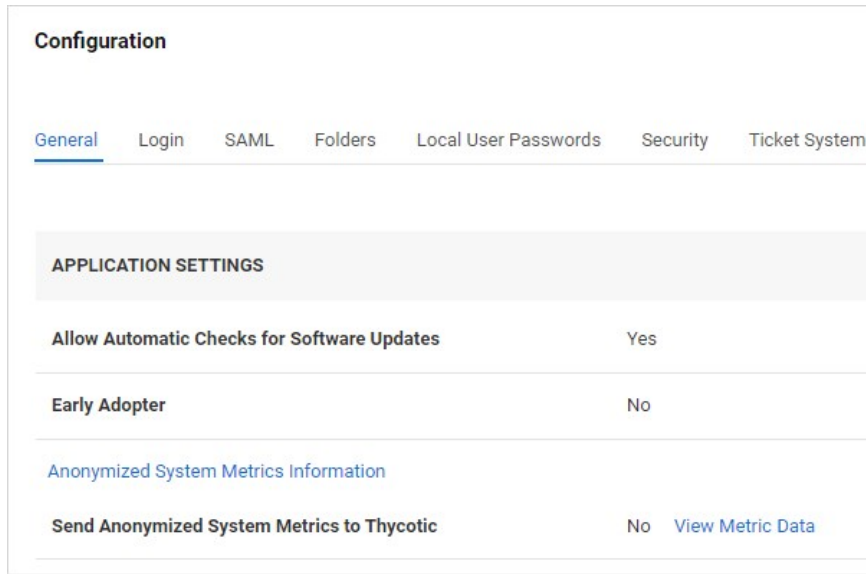 Configuration
General Login SAML Folders Local User Passwords Security Ticket System
APPLICATION SETTINGS
Allow Automatic Checks for Software Updates Yes
Early Adopter No
Anonymized System Metrics Information
Send Anonymized System Metrics to Thycotic No View Metric Data